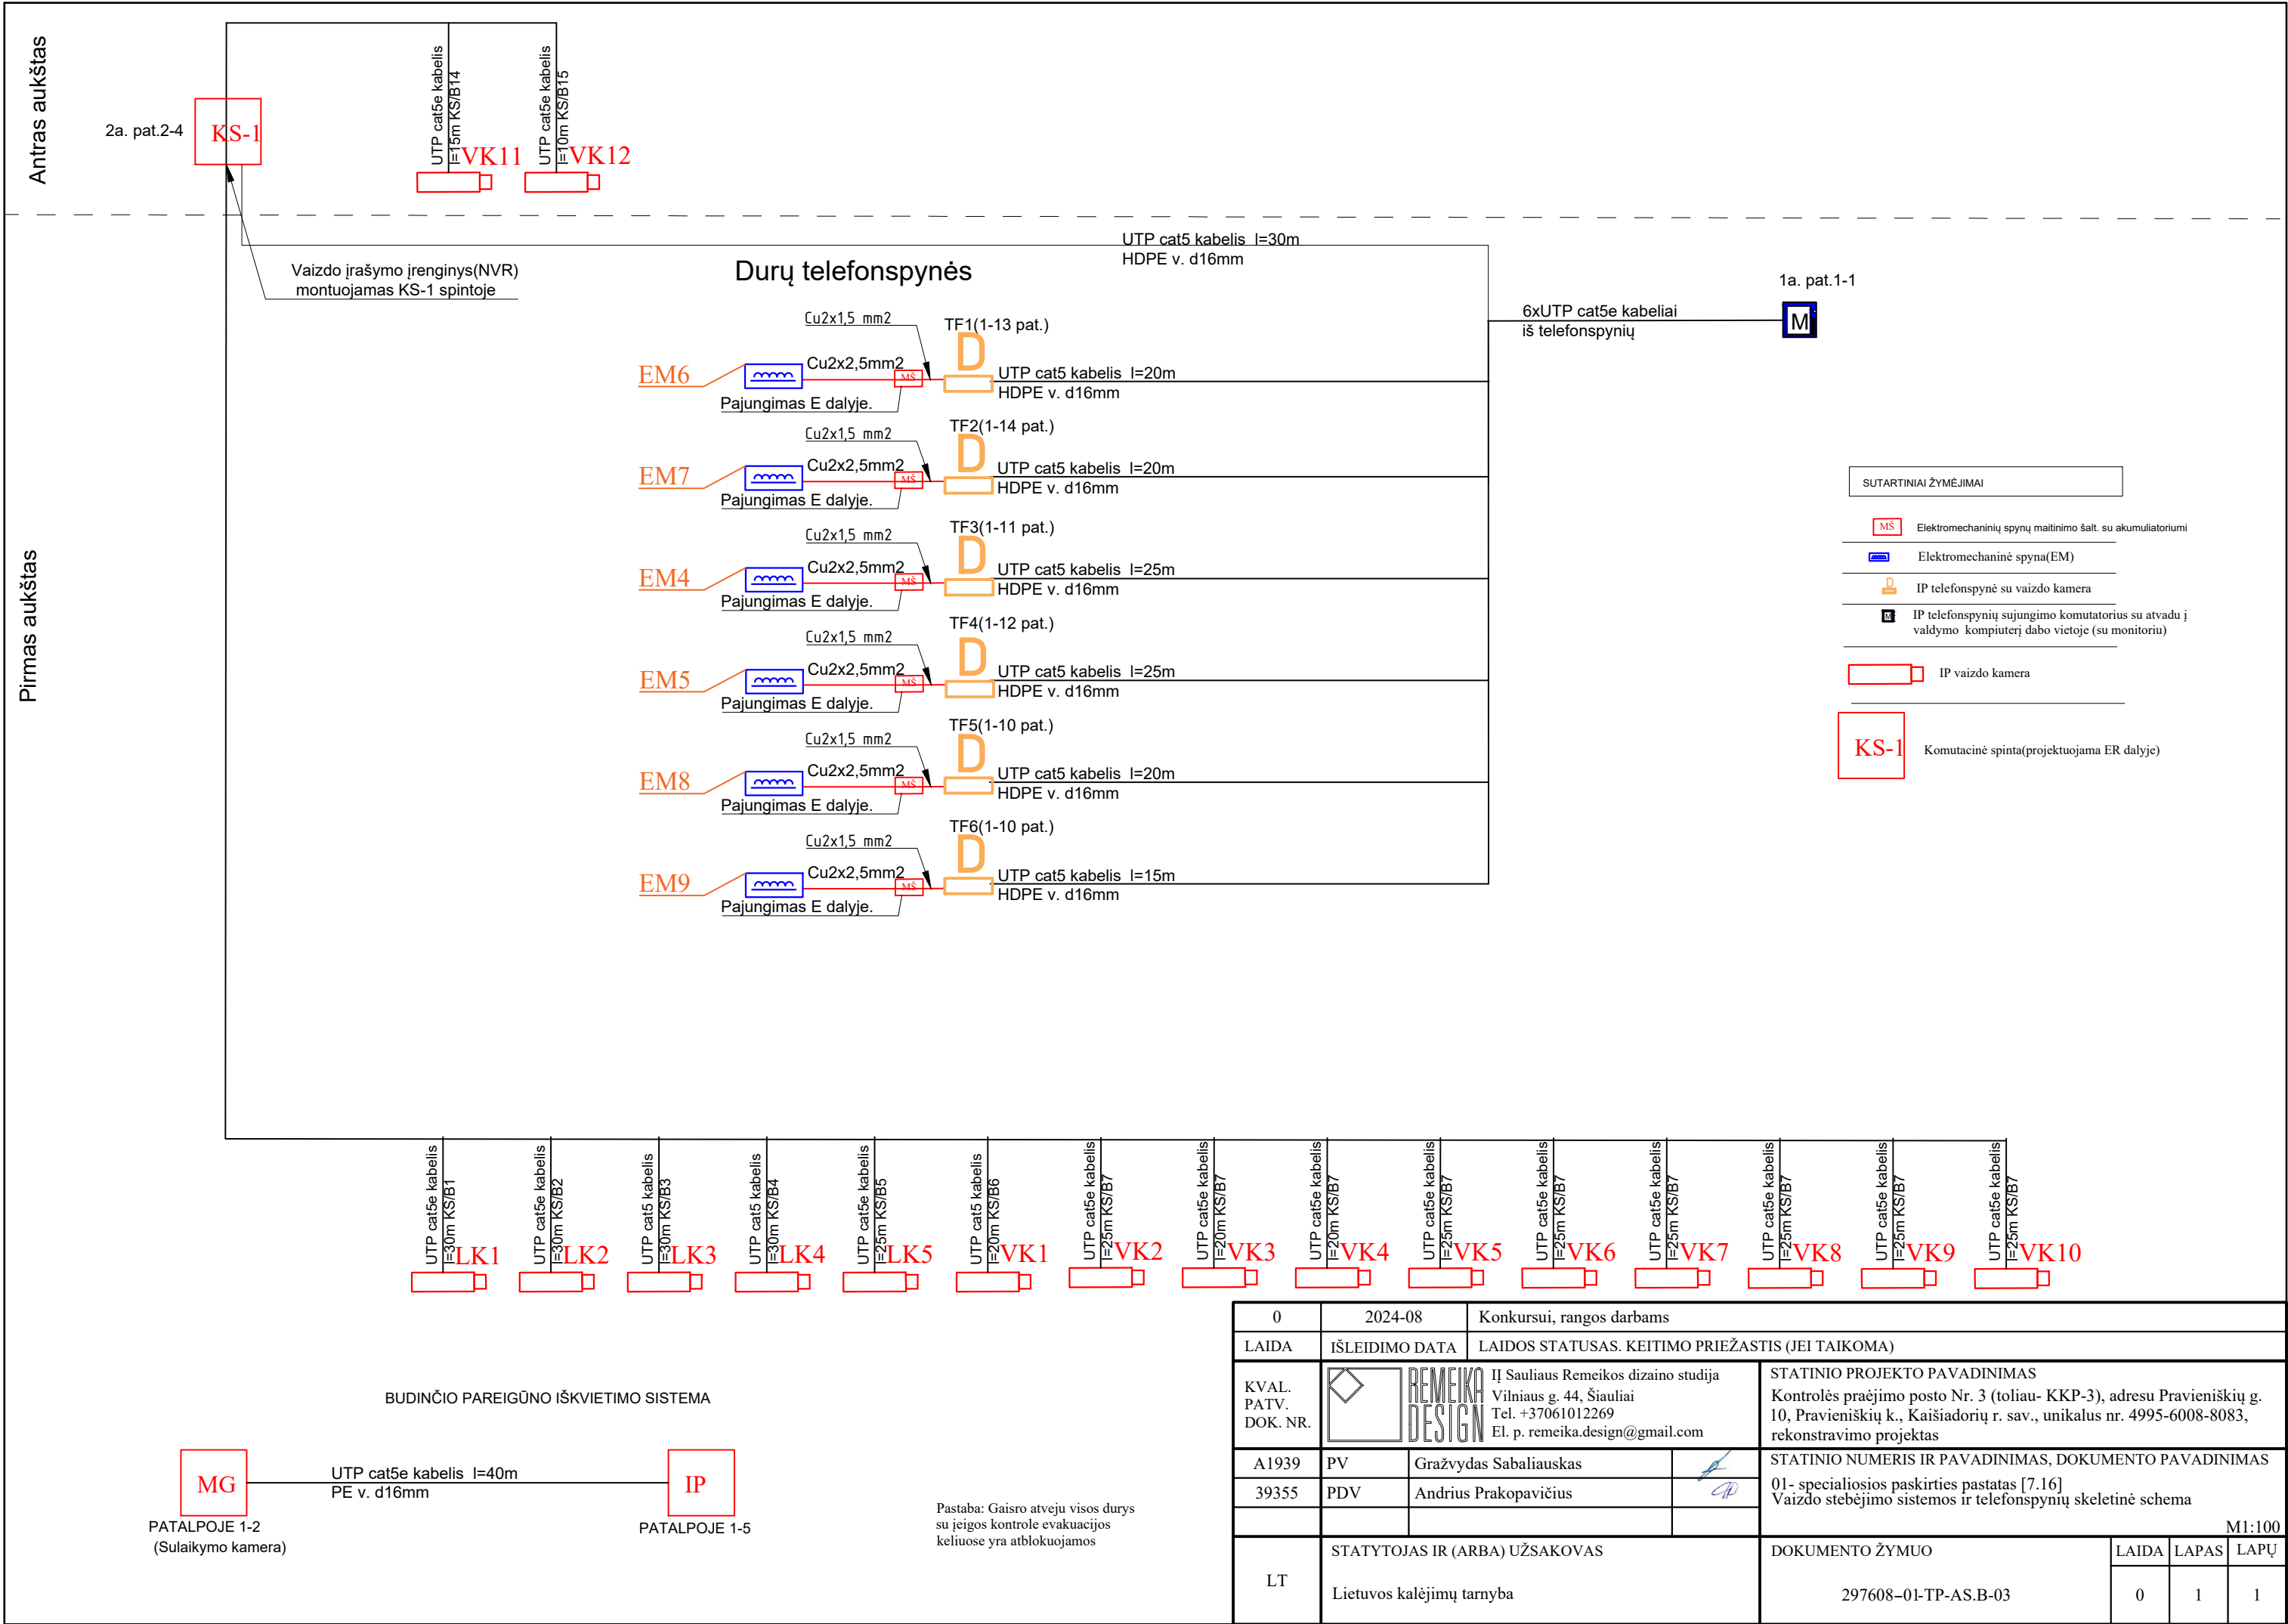 Antras aukštas
2a. pat.2-4
KS-1
UTP cat5e kabelis
l=15m KS/B14
VK11
UTP cat5e kabelis
l=10m KS/B15
VK12
Vaizdo įrašymo įrenginys(NVR)
montuojamas KS-1 spintoje
UTP cat5 kabelis l=30m
HDPE v. d16mm
Durų telefonspynės
6xUTP cat5e kabeliai
iš telefonspynių
1a. pat.1-1
M
Pirmas aukštas
Cu2x1,5 mm2
TF1(1-13 pat.)
D
EM6
Cu2x2,5mm2
MŠ
UTP cat5 kabelis l=20m
HDPE v. d16mm
Pajungimas E dalyje.
Cu2x1,5 mm2
TF2(1-14 pat.)
D
EM7
Cu2x2,5mm2
MŠ
UTP cat5 kabelis l=20m
HDPE v. d16mm
Pajungimas E dalyje.
Cu2x1,5 mm2
TF3(1-11 pat.)
D
EM4
Cu2x2,5mm2
MŠ
UTP cat5 kabelis l=25m
HDPE v. d16mm
Pajungimas E dalyje.
Cu2x1,5 mm2
TF4(1-12 pat.)
D
EM5
Cu2x2,5mm2
MŠ
UTP cat5 kabelis l=25m
HDPE v. d16mm
Pajungimas E dalyje.
Cu2x1,5 mm2
TF5(1-10 pat.)
D
EM8
Cu2x2,5mm2
MŠ
UTP cat5 kabelis l=20m
HDPE v. d16mm
Pajungimas E dalyje.
Cu2x1,5 mm2
TF6(1-10 pat.)
D
EM9
Cu2x2,5mm2
MŠ
UTP cat5 kabelis l=15m
HDPE v. d16mm
Pajungimas E dalyje.
SUTARTINIAI ŽYMĖJIMAI
MŠ
Elektromechaninių spynų maitinimo šalt. su akumuliatoriumi
Elektromechaninė spyna(EM)
D
IP telefonspynė su vaizdo kamera
M
IP telefonspynių sujungimo komutatorius su atvadu į
valdymo kompiuterį dabo vietoje (su monitoriu)
IP vaizdo kamera
KS-1
Komutacinė spinta(projektuojama ER dalyje)
UTP cat5e kabelis
l=30m KS/B1
LK1
UTP cat5e kabelis
l=30m KS/B2
LK2
UTP cat5 kabelis
l=30m KS/B3
LK3
UTP cat5 kabelis
l=30m KS/B4
LK4
UTP cat5 kabelis
l=25m KS/B5
LK5
UTP cat5 kabelis
l=20m KS/B6
VK1
UTP cat5e kabelis
l=25m KS/B7
VK2
UTP cat5e kabelis
l=20m KS/B7
VK3
UTP cat5e kabelis
l=20m KS/B7
VK4
UTP cat5e kabelis
l=25m KS/B7
VK5
UTP cat5e kabelis
l=25m KS/B7
VK6
UTP cat5e kabelis
l=25m KS/B7
VK7
UTP cat5e kabelis
l=25m KS/B7
VK8
UTP cat5e kabelis
l=25m KS/B7
VK9
UTP cat5e kabelis
l=25m KS/B7
VK10
BUDINČIO PAREIGŪNO IŠKVIETIMO SISTEMA
MG
UTP cat5e kabelis l=40m
PE v. d16mm
IP
PATALPOJE 1-2
(Sulaikymo kamera)
PATALPOJE 1-5
Pastaba: Gaisro atveju visos durys
su įeigos kontrole evakuacijos
keliuose yra atblokuojamos
0 2024-08 Konkursui, rangos darbams
LAIDA IŠLEIDIMO DATA LAIDOS STATUSAS. KEITIMO PRIEŽASTIS (JEI TAIKOMA)
KVAL.
PATV.
DOK. NR.
REMEIKA
DESIGN
IĮ Sauliaus Remeikos dizaino studija
Vilniaus g. 44, Šiauliai
Tel. +37061012269
El. p. remeika.design@gmail.com
STATINIO PROJEKTO PAVADINIMAS
Kontrolės praėjimo posto Nr. 3 (toliau- KKP-3), adresu Pravieniškių g.
10, Pravieniškių k., Kaišiadorių r. sav., unikalus nr. 4995-6008-8083,
rekonstravimo projektas
A1939 PV Gražvydas Sabaliauskas
39355 PDV Andrius Prakopavičius
STATINIO NUMERIS IR PAVADINIMAS, DOKUMENTO PAVADINIMAS
01- specialiosios paskirties pastatas [7.16]
Vaizdo stebėjimo sistemos ir telefonspynių skeletinė schema
M1:100
LT
STATYTOJAS IR (ARBA) UŽSAKOVAS
Lietuvos kalėjimų tarnyba
DOKUMENTO ŽYMUO
297608–01-TP-AS.B-03
LAIDA LAPAS LAPŲ
0 1 1